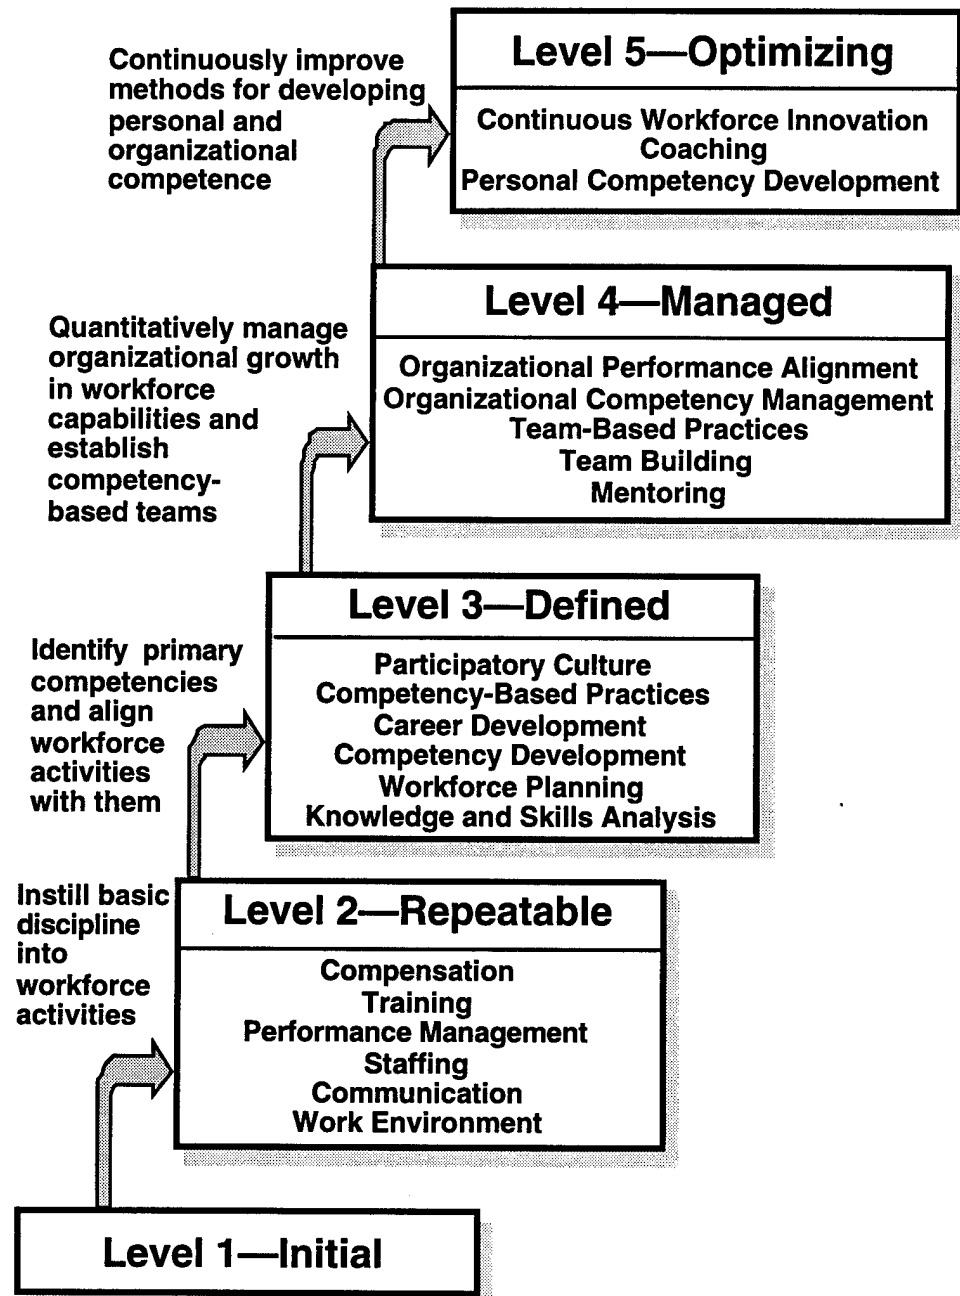 Level 5—Optimizing
Continuous Workforce Innovation
Coaching
Personal Competency Development
Continuously improve
methods for developing
personal and
organizational
competence
Level 4—Managed
Organizational Performance Alignment
Organizational Competency Management
Team-Based Practices
Team Building
Mentoring
Quantitatively manage
organizational growth
in workforce
capabilities and
establish
competency-
based teams
Level 3—Defined
Participatory Culture
Competency-Based Practices
Career Development
Competency Development
Workforce Planning
Knowledge and Skills Analysis
Identify primary
competencies
and align
workforce
activities
with them
Level 2—Repeatable
Compensation
Training
Performance Management
Staffing
Communication
Work Environment
Instill basic
discipline
into
workforce
activities
Level 1—Initial